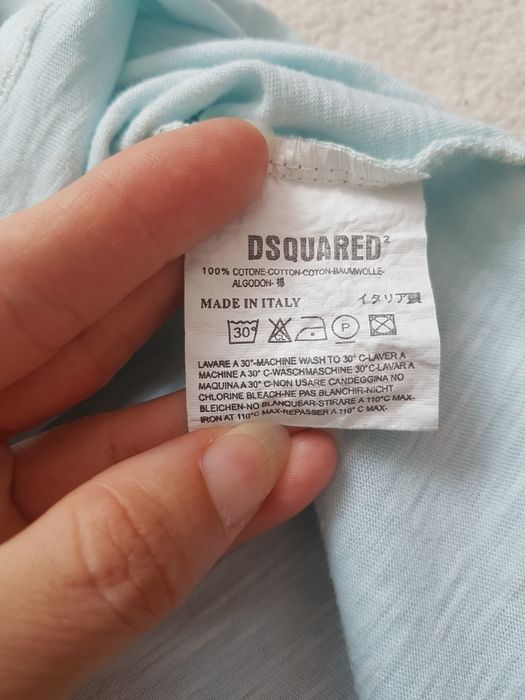 DSQUARED²
100% COTONE-COTTON-COTON-BAUMWOLLE-
ALGODON-棉
MADE IN ITALY イタリア製
30° CL P
LAVARE A 30°-MACHINE WASH TO 30° C-LAVER A
MACHINE A 30° C-WASCHMASCHINE 30°C-LAVAR A
MAQUINA A 30° C-NON USARE CANDEGGINA NO
CHLORINE BLEACH-NE PAS BLANCHIR-NICHT
BLEICHEN-NO BLANQUEAR-STIRARE A 110°C MAX-
IRON AT 110°C MAX-REPASSER A 110° C MAX-